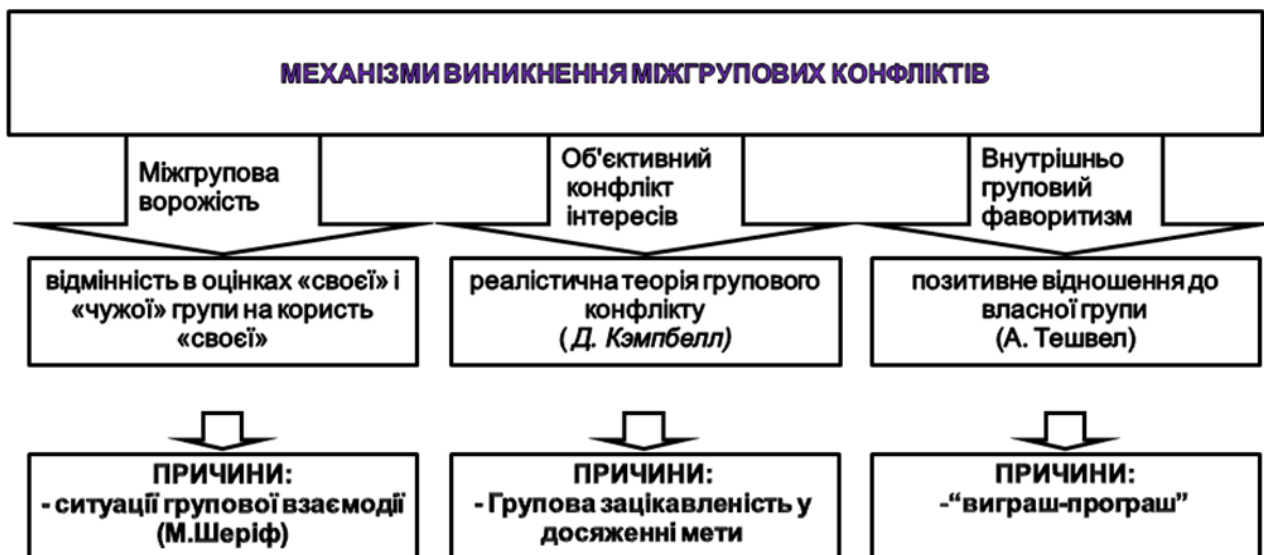 МЕХАНІЗМИ ВИНИКНЕННЯ МІЖГРУПОВИХ КОНФЛІКТІВ
Міжгрупова
ворожість
Об'єктивний
конфлікт
інтересів
Внутрішньо
груповий
фаворитизм
відмінність в оцінках «своєї» і
«чужої» групи на користь
«своєї»
реалістична теорія групового
конфлікту
( Д. Кэмпбелл)
позитивне відношення до
власної групи
(А. Тешвел)
ПРИЧИНИ:
- ситуації групової взаємодії
(М.Шеріф)
ПРИЧИНИ:
- Групова зацікавленість у
досяженні мети
ПРИЧИНИ:
-“виграш-програш”